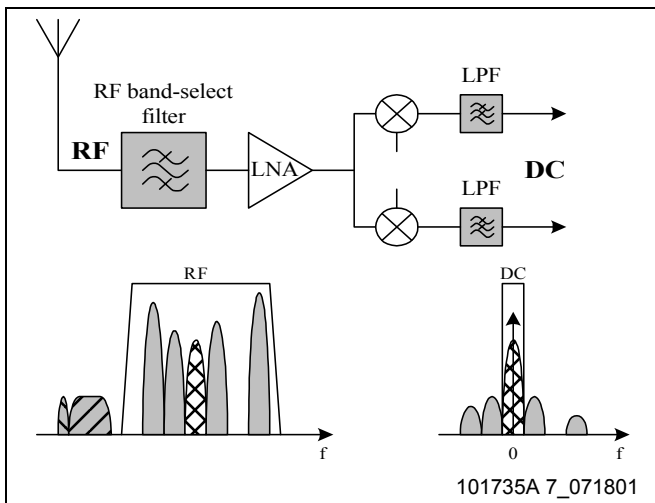 RF band-select
filter
RF
LNA
LPF
LPF
DC
RF
f
DC
0
f
101735A 7_071801